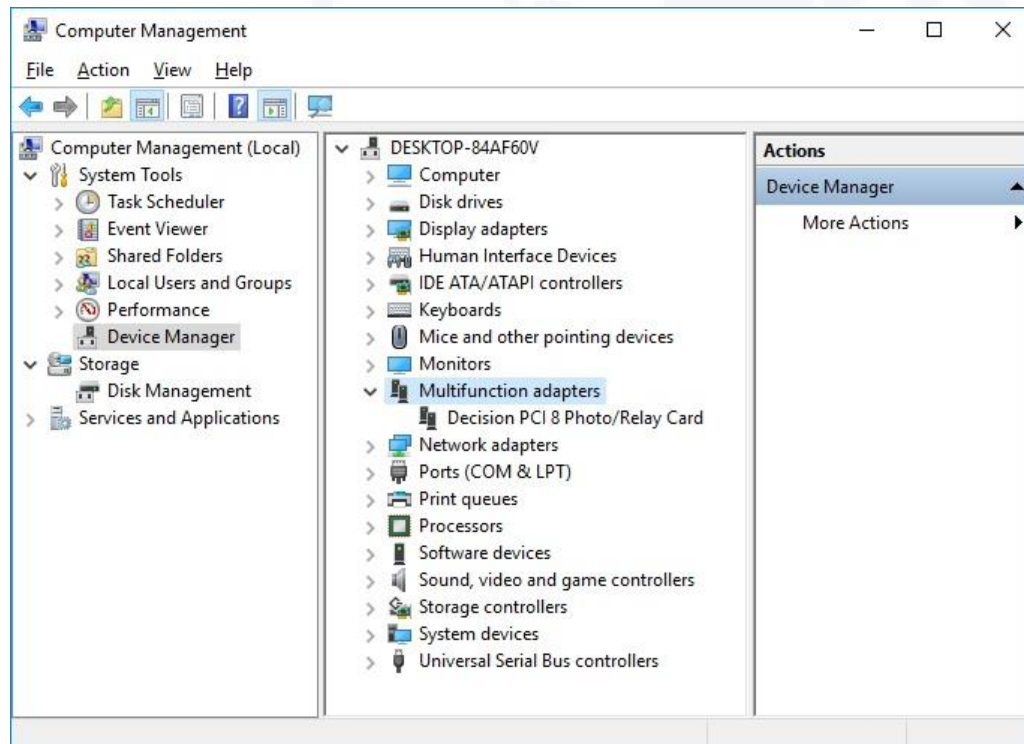 Computer Management
File Action View Help
Computer Management (Local)
System Tools
Task Scheduler
Event Viewer
Shared Folders
Local Users and Groups
Performance
Device Manager
Storage
Disk Management
Services and Applications
DESKTOP-84AF60V
Computer
Disk drives
Display adapters
Human Interface Devices
IDE ATA/ATAPI controllers
Keyboards
Mice and other pointing devices
Monitors
Multifunction adapters
Decision PCI 8 Photo/Relay Card
Network adapters
Ports (COM & LPT)
Print queues
Processors
Software devices
Sound, video and game controllers
Storage controllers
System devices
Universal Serial Bus controllers
Actions
Device Manager
More Actions